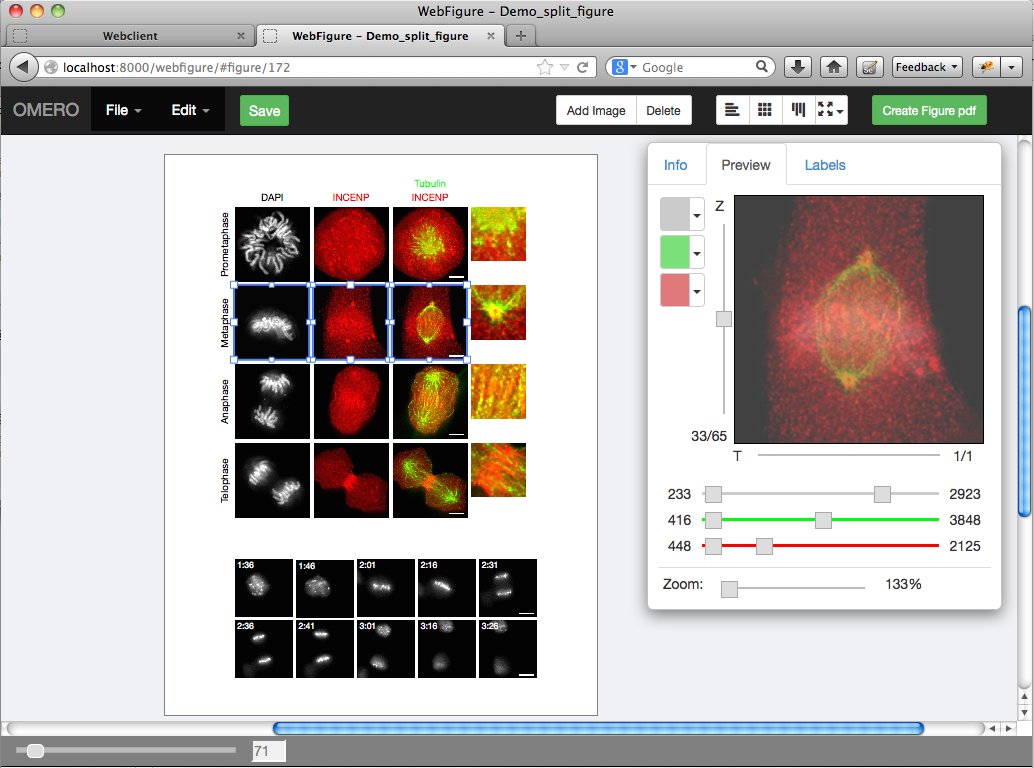 WebFigure – Demo_split_figure
Webclient
WebFigure – Demo_split_figure
localhost:8000/webfigure/#figure/172
Google
Feedback
OMERO
File
Edit
Save
Add Image
Delete
Create Figure pdf
Info
Preview
Labels
Tubulin
DAPI
INCENP
INCENP
Prometaphase
Metaphase
Anaphase
Telophase
1:36
1:46
2:01
2:16
2:31
2:36
2:41
3:01
3:16
3:26
Z
33/65
T
1/1
233
2923
416
3848
448
2125
Zoom:
133%
71